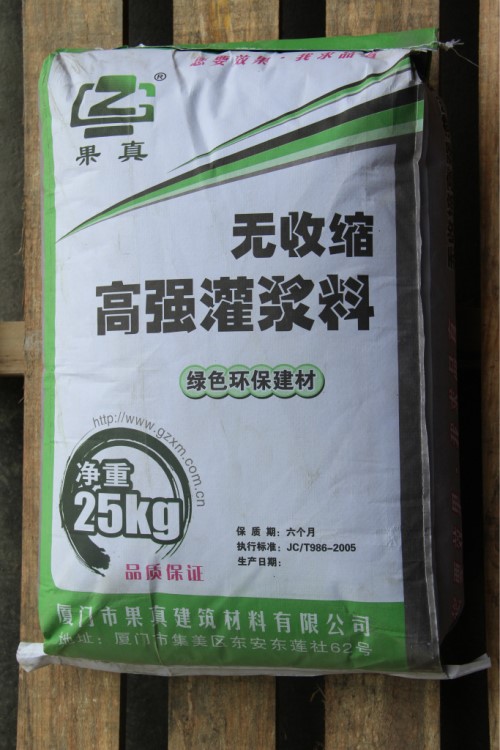 ®
果真
无收缩
高强灌浆料
绿色环保建材
http://www.gzxm.com.cn
净重
25kg
品质保证
保 质 期: 六个月
执行标准: JC/T986-2005
生产日期:
厦门市果真建筑材料有限公司
地址: 厦门市集美区东安东莲社62号